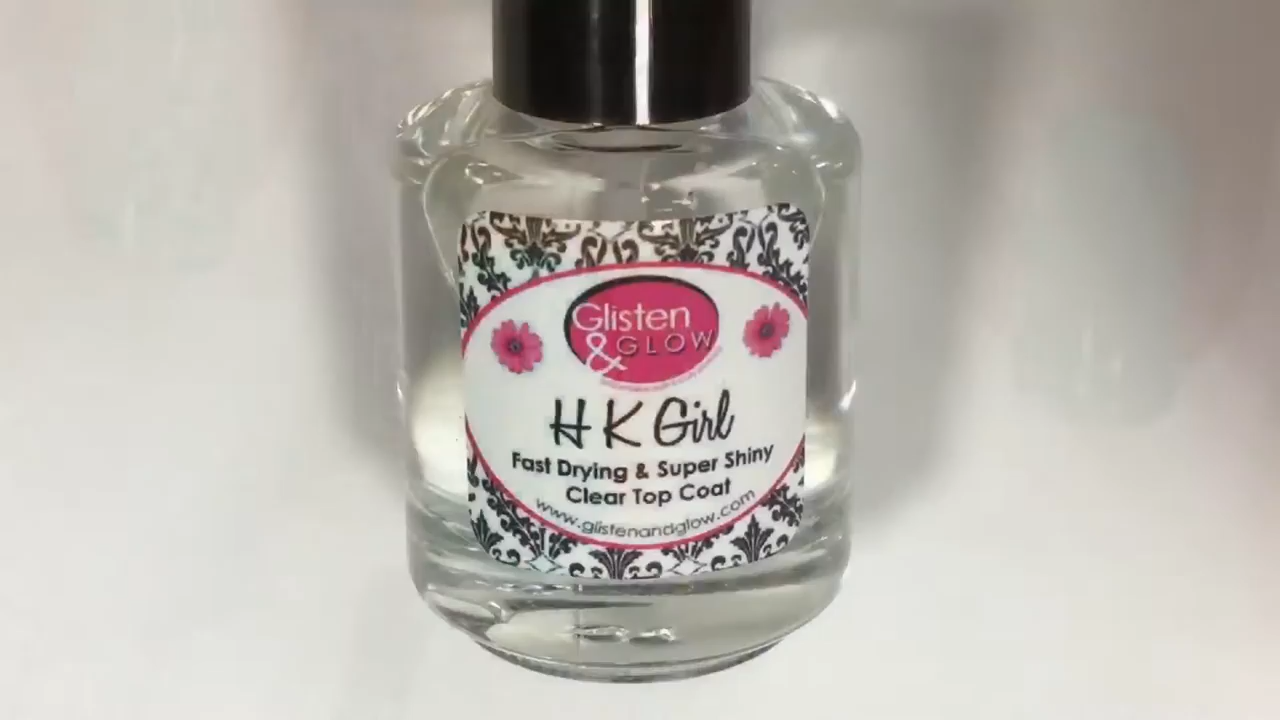 Glisten
& GLOW
H K Girl
Fast Drying & Super Shiny
Clear Top Coat
www.glistenandglow.com